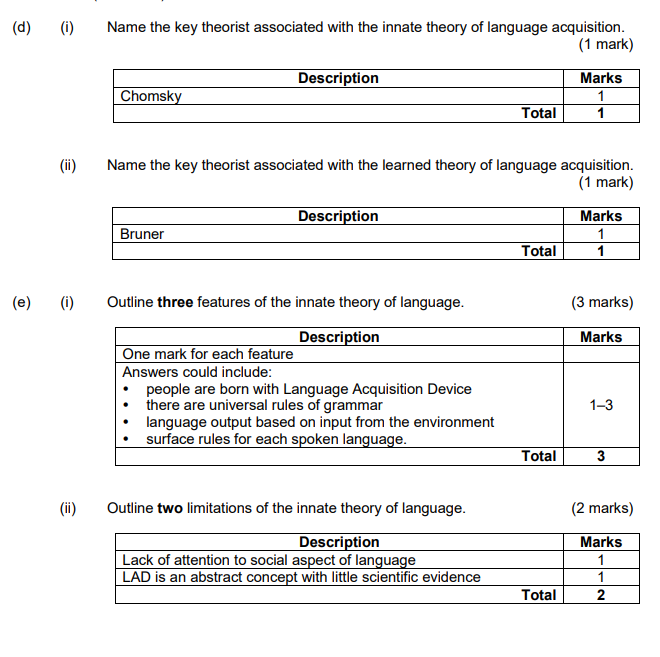 (d) (i) Name the key theorist associated with the innate theory of language acquisition.
(1 mark)
Description Marks
Chomsky 1
Total 1
(ii) Name the key theorist associated with the learned theory of language acquisition.
(1 mark)
Description Marks
Bruner 1
Total 1
(e) (i) Outline three features of the innate theory of language. (3 marks)
Description Marks
One mark for each feature
Answers could include:
• people are born with Language Acquisition Device
• there are universal rules of grammar 1–3
• language output based on input from the environment
• surface rules for each spoken language.
Total 3
(ii) Outline two limitations of the innate theory of language. (2 marks)
Description Marks
Lack of attention to social aspect of language 1
LAD is an abstract concept with little scientific evidence 1
Total 2